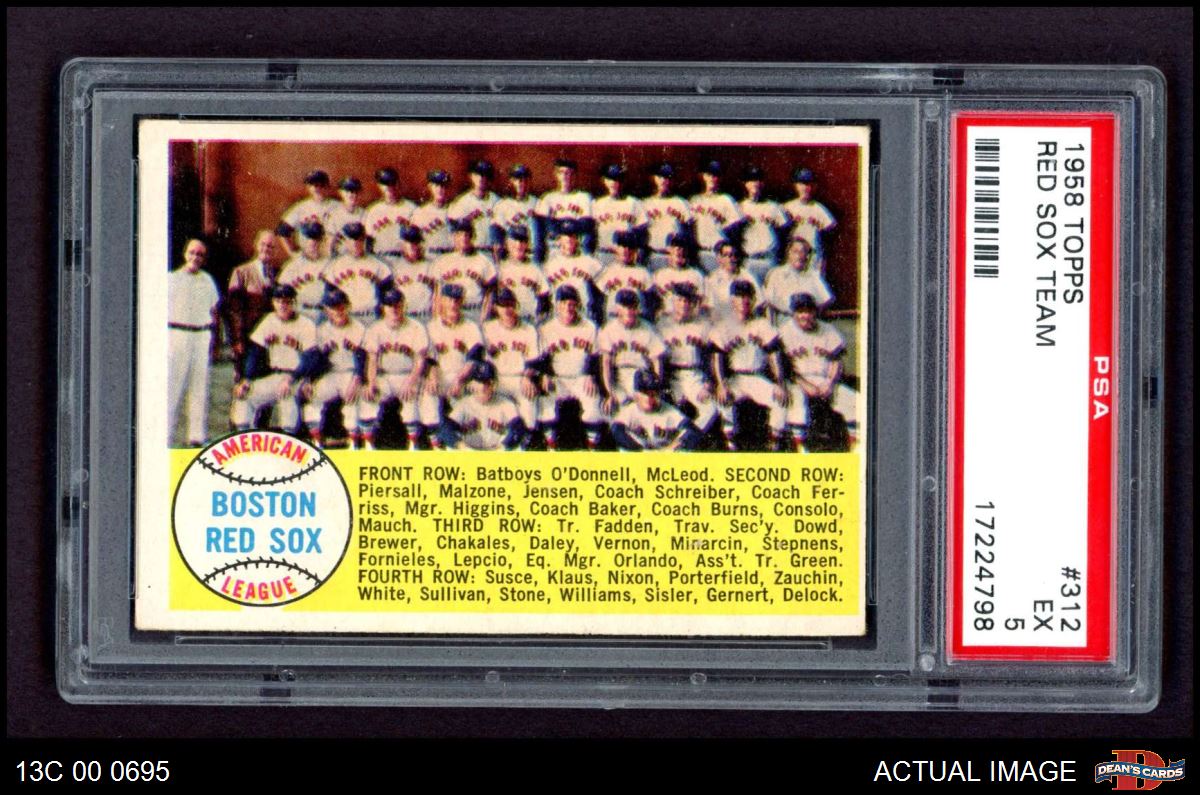 AMERICAN
BOSTON
RED SOX
LEAGUE
FRONT ROW: Batboys O'Donnell, McLeod. SECOND ROW:
Piersall, Malzone, Jensen, Coach Schreiber, Coach Fer-
riss, Mgr. Higgins, Coach Baker, Coach Burns, Consolo,
Mauch. THIRD ROW: Tr. Fadden, Trav. Sec'y. Dowd,
Brewer, Chakales, Daley, Vernon, Minarcin, Stephens,
Fornieles, Lepcio, Eq. Mgr. Orlando, Ass't. Tr. Green.
FOURTH ROW: Susce, Klaus, Nixon, Porterfield, Zauchin,
White, Sullivan, Stone, Williams, Sisler, Gernert, Delock.
PSA
1958 TOPPS #312
RED SOX TEAM EX
5
17224798
13C 00 0695
ACTUAL IMAGE
DEAN'S CARDS